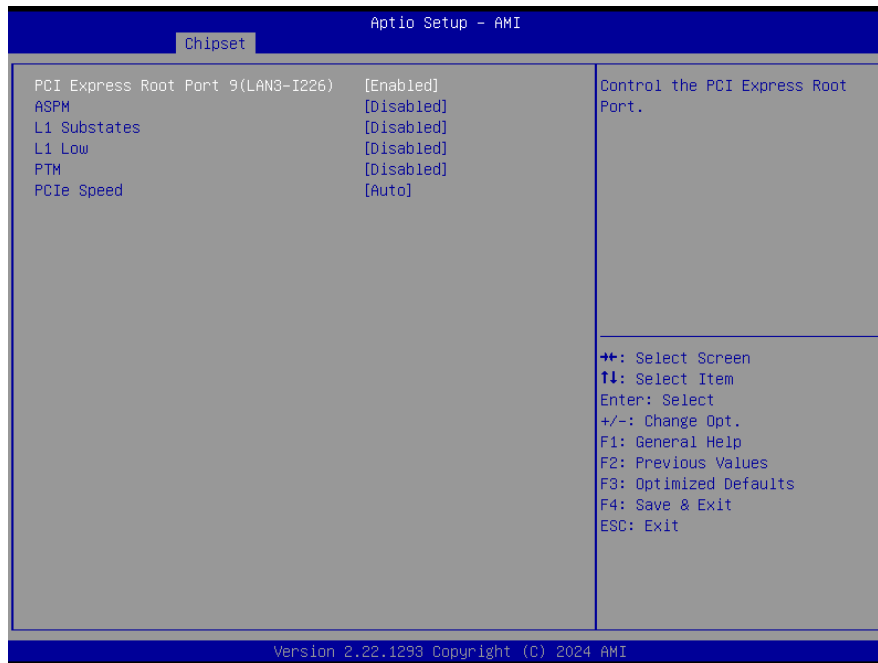 Aptio Setup – AMI
Chipset
PCI Express Root Port 9(LAN3-I226) [Enabled]
ASPM [Disabled]
L1 Substates [Disabled]
L1 Low [Disabled]
PTM [Disabled]
PCIe Speed [Auto]
Control the PCI Express Root
Port.
→←: Select Screen
↑↓: Select Item
Enter: Select
+/-: Change Opt.
F1: General Help
F2: Previous Values
F3: Optimized Defaults
F4: Save & Exit
ESC: Exit
Version 2.22.1293 Copyright (C) 2024 AMI